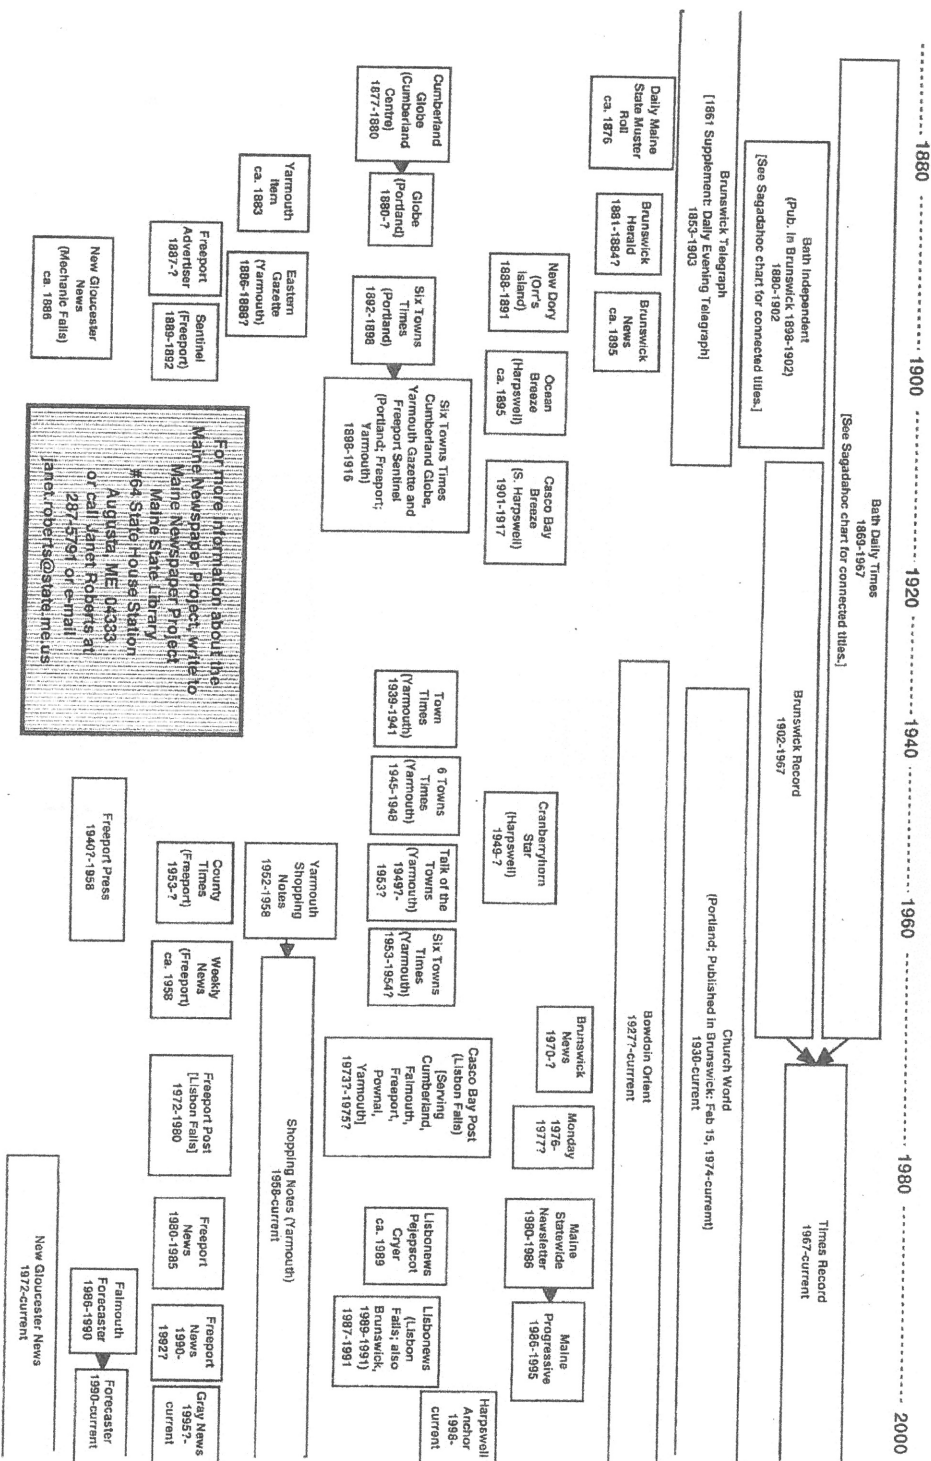 1880
1900
1920
1940
1960
1980
2000
Bath Daily Times
1869-1967
[See Sagadahoc chart for connected titles.]
Times Record
1967-current
Bath Independent
(Pub. in Brunswick 1898-1902)
1880-1902
[See Sagadahoc chart for connected titles.]
Brunswick Record
1902-1967
Brunswick Telegraph
1853-1903
[1861 Supplement: Daily Evening Telegraph]
Church World
(Portland; Published in Brunswick: Feb 15, 1974-curremt)
1930-current
Bowdoin Orient
1927?-currrent
Daily Maine
State Muster
Roll
ca. 1876
Brunswick
Herald
1881-1884?
Brunswick
News
ca. 1895
Brunswick
News
1970-?
Monday
1976-
1977?
Maine
Statewide
Newsletter
1980-1986
Maine
Progressive
1986-1995
New Dory
(Orr's
Island)
1888-1891
Ocean
Breeze
(Harpswell)
ca. 1895
Casco Bay
Breeze
(S. Harpswell)
1901-1917
Cranberryhorn
Star
(Harpswell)
1949-?
Harpswell
Anchor
1998-
current
Cumberland
Globe
(Cumberland
Centre)
1877-1880
Globe
(Portland)
1880-?
Six Towns
Times
(Portland)
1892-1898
Six Towns Times
Cumberland Globe,
Yarmouth Gazette and
Freeport Sentinel
(Portland; Freeport;
Yarmouth)
1898-1916
Town
Times
(Yarmouth)
1939-1941
6 Towns
Times
(Yarmouth)
1945-1948
Talk of the
Towns
(Yarmouth)
1949?-
1953?
Six Towns
Times
(Yarmouth)
1953-1954?
Casco Bay Post
(Lisbon Falls)
[Serving
Cumberland,
Falmouth,
Freeport,
Pownal,
Yarmouth]
1973?-1975?
Lisbonews
Pejepscot
Cryer
ca. 1989
Lisbonews
(Lisbon
Falls; also
Brunswick,
1989-1991)
1987-1991
Yarmouth
Item
ca. 1883
Eastern
Gazette
(Yarmouth)
1886-1888?
Yarmouth
Shopping
Notes
1952-1958
Shopping Notes (Yarmouth)
1958-current
Freeport
Advertiser
1887-?
Sentinel
(Freeport)
1889-1892
County
Times
(Freeport)
1953-?
Weekly
News
(Freeport)
ca. 1958
Freeport Post
[Lisbon Falls]
1972-1980
Freeport
News
1980-1985
Freeport
News
1990-
1992?
Gray News
1995?-
current
Freeport Press
1940?-1958
Falmouth
Forecaster
1986-1990
Forecaster
1990-current
New Gloucester
News
(Mechanic Falls)
ca. 1886
New Gloucester News
1972-current
For more information about the
Maine Newspaper Project, write to
Maine Newspaper Project
Maine State Library
#64 State House Station
Augusta, ME 04333
or call Janet Roberts at
287-5791 or e-mail
janet.roberts@state.me.us